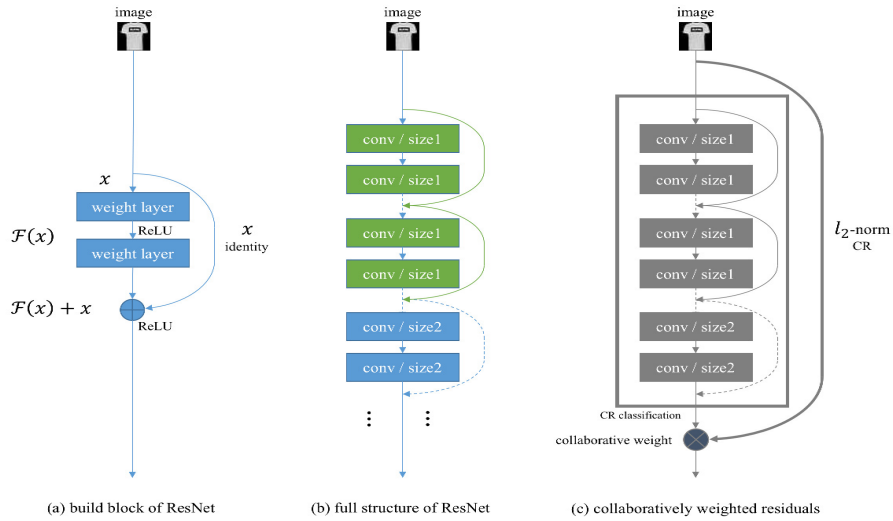 image
x
weight layer
ReLU
F(x)
weight layer
x
identity
F(x) + x
ReLU
(a) build block of ResNet
image
conv / size1
conv / size1
conv / size1
conv / size1
conv / size2
conv / size2
(b) full structure of ResNet
image
conv / size1
conv / size1
conv / size1
conv / size1
conv / size2
conv / size2
l₂-norm
CR
CR classification
collaborative weight
(c) collaboratively weighted residuals